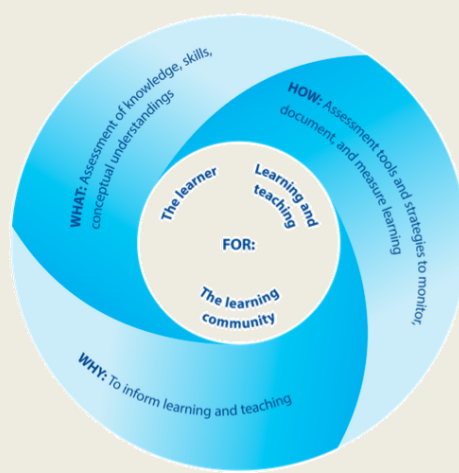 WHAT: Assessment of knowledge, skills,
conceptual understandings
HOW: Assessment tools and strategies to monitor,
document, and measure learning
The learner
Learning and
teaching
FOR:
The learning
community
WHY: To inform learning and teaching